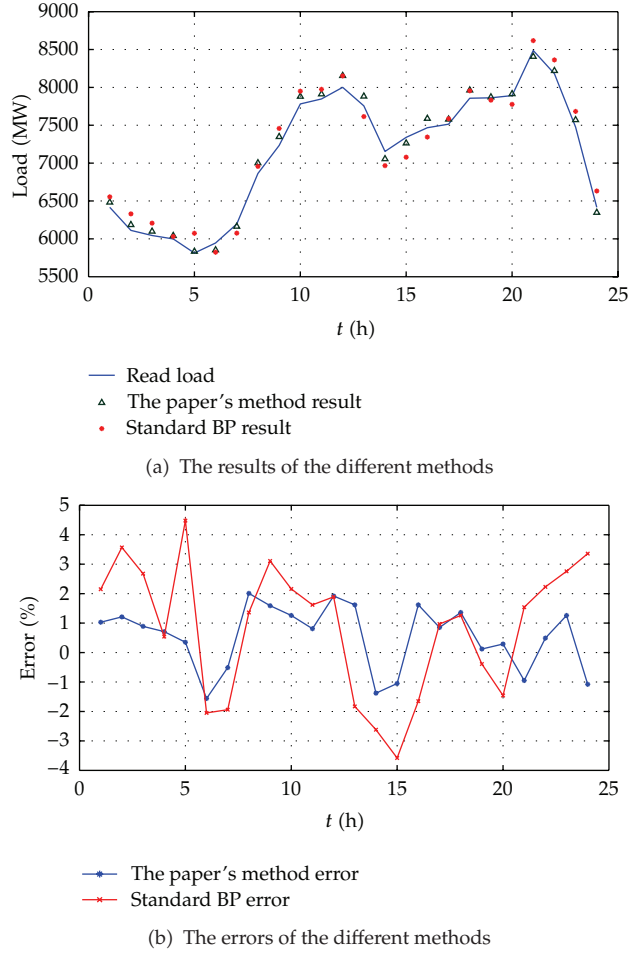 9000
8500
8000
7500
7000
6500
6000
5500
Load (MW)
0 5 10 15 20 25
t (h)
Read load
The paper's method result
Standard BP result
(a) The results of the different methods
5
4
3
2
1
0
−1
−2
−3
−4
Error (%)
0 5 10 15 20 25
t (h)
The paper's method error
Standard BP error
(b) The errors of the different methods